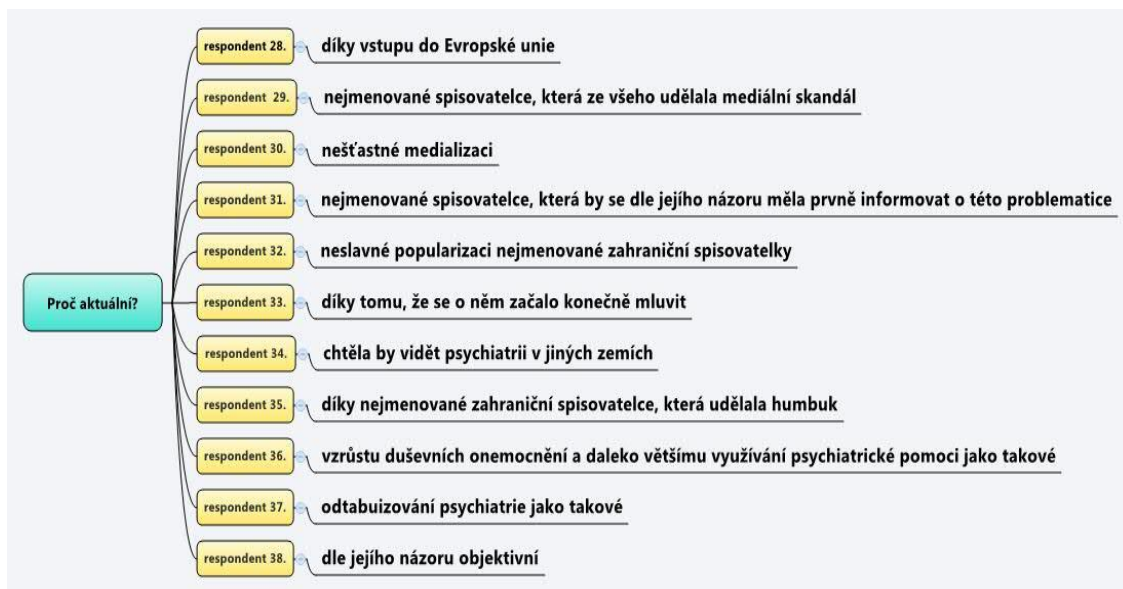 respondent 28. díky vstupu do Evropské unie
respondent 29. nejmenované spisovatelce, která ze všeho udělala mediální skandál
respondent 30. nešťastné medializaci
respondent 31. nejmenované spisovatelce, která by se dle jejího názoru měla prvně informovat o této problematice
respondent 32. neslavné popularizaci nejmenované zahraniční spisovatelky
Proč aktuální?
respondent 33. díky tomu, že se o něm začalo konečně mluvit
respondent 34. chtěla by vidět psychiatrii v jiných zemích
respondent 35. díky nejmenované zahraniční spisovatelce, která udělala humbuk
respondent 36. vzrůstu duševních onemocnění a daleko většímu využívání psychiatrické pomoci jako takové
respondent 37. odtabuizování psychiatrie jako takové
respondent 38. dle jejího názoru objektivní